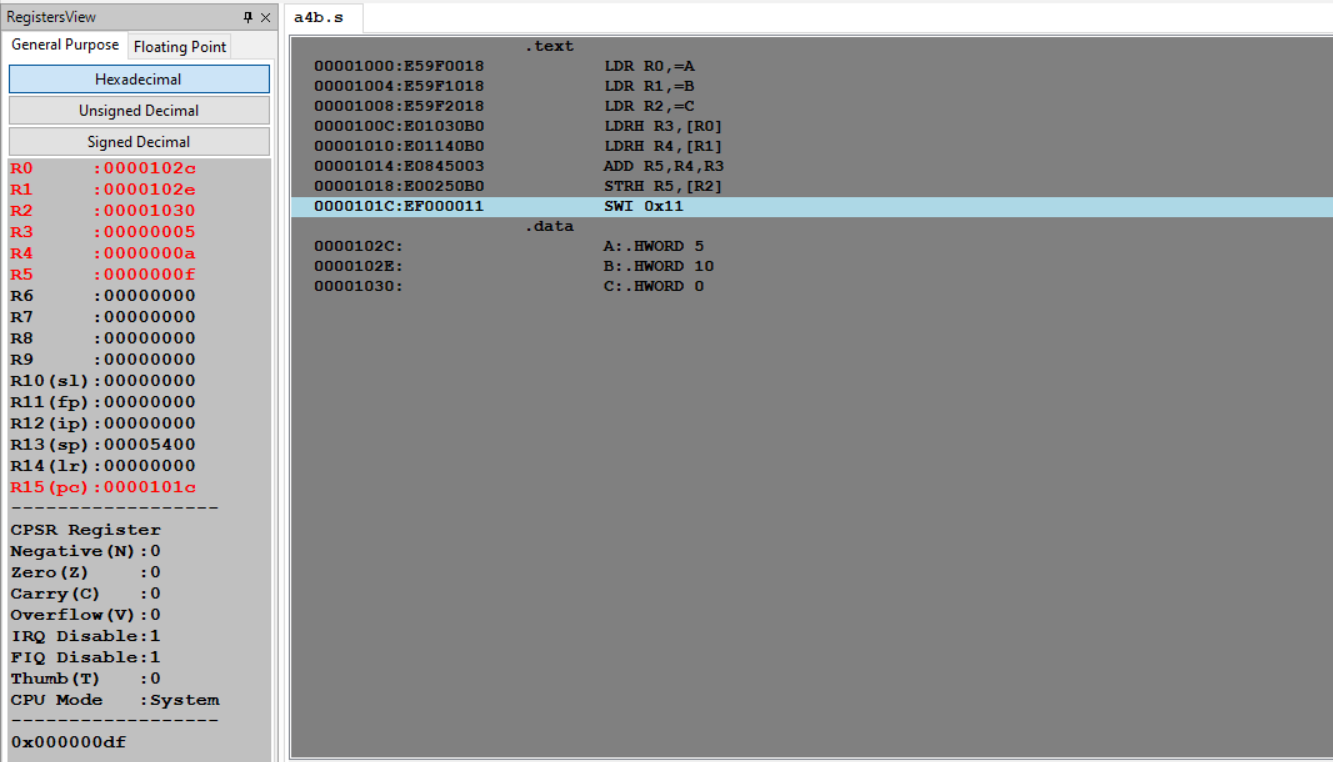 RegistersView
General Purpose Floating Point
Hexadecimal
Unsigned Decimal
Signed Decimal
R0 :0000102c
R1 :0000102e
R2 :00001030
R3 :00000005
R4 :0000000a
R5 :0000000f
R6 :00000000
R7 :00000000
R8 :00000000
R9 :00000000
R10(sl):00000000
R11(fp):00000000
R12(ip):00000000
R13(sp):00005400
R14(lr):00000000
R15(pc):0000101c
------------------
CPSR Register
Negative(N):0
Zero(Z) :0
Carry(C) :0
Overflow(V):0
IRQ Disable:1
FIQ Disable:1
Thumb(T) :0
CPU Mode :System
------------------
0x000000df
a4b.s
.text
00001000:E59F0018 LDR R0,=A
00001004:E59F1018 LDR R1,=B
00001008:E59F2018 LDR R2,=C
0000100C:E01030B0 LDRH R3,[R0]
00001010:E01140B0 LDRH R4,[R1]
00001014:E0845003 ADD R5,R4,R3
00001018:E00250B0 STRH R5,[R2]
0000101C:EF000011 SWI 0x11
.data
0000102C: A:.HWORD 5
0000102E: B:.HWORD 10
00001030: C:.HWORD 0